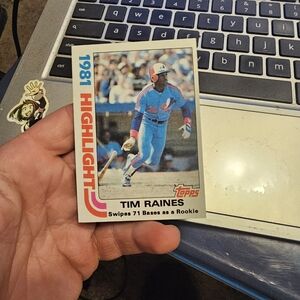 1981 HIGHLIGHT
TOPPS
TIM RAINES
Swipes 71 Bases as a Rookie